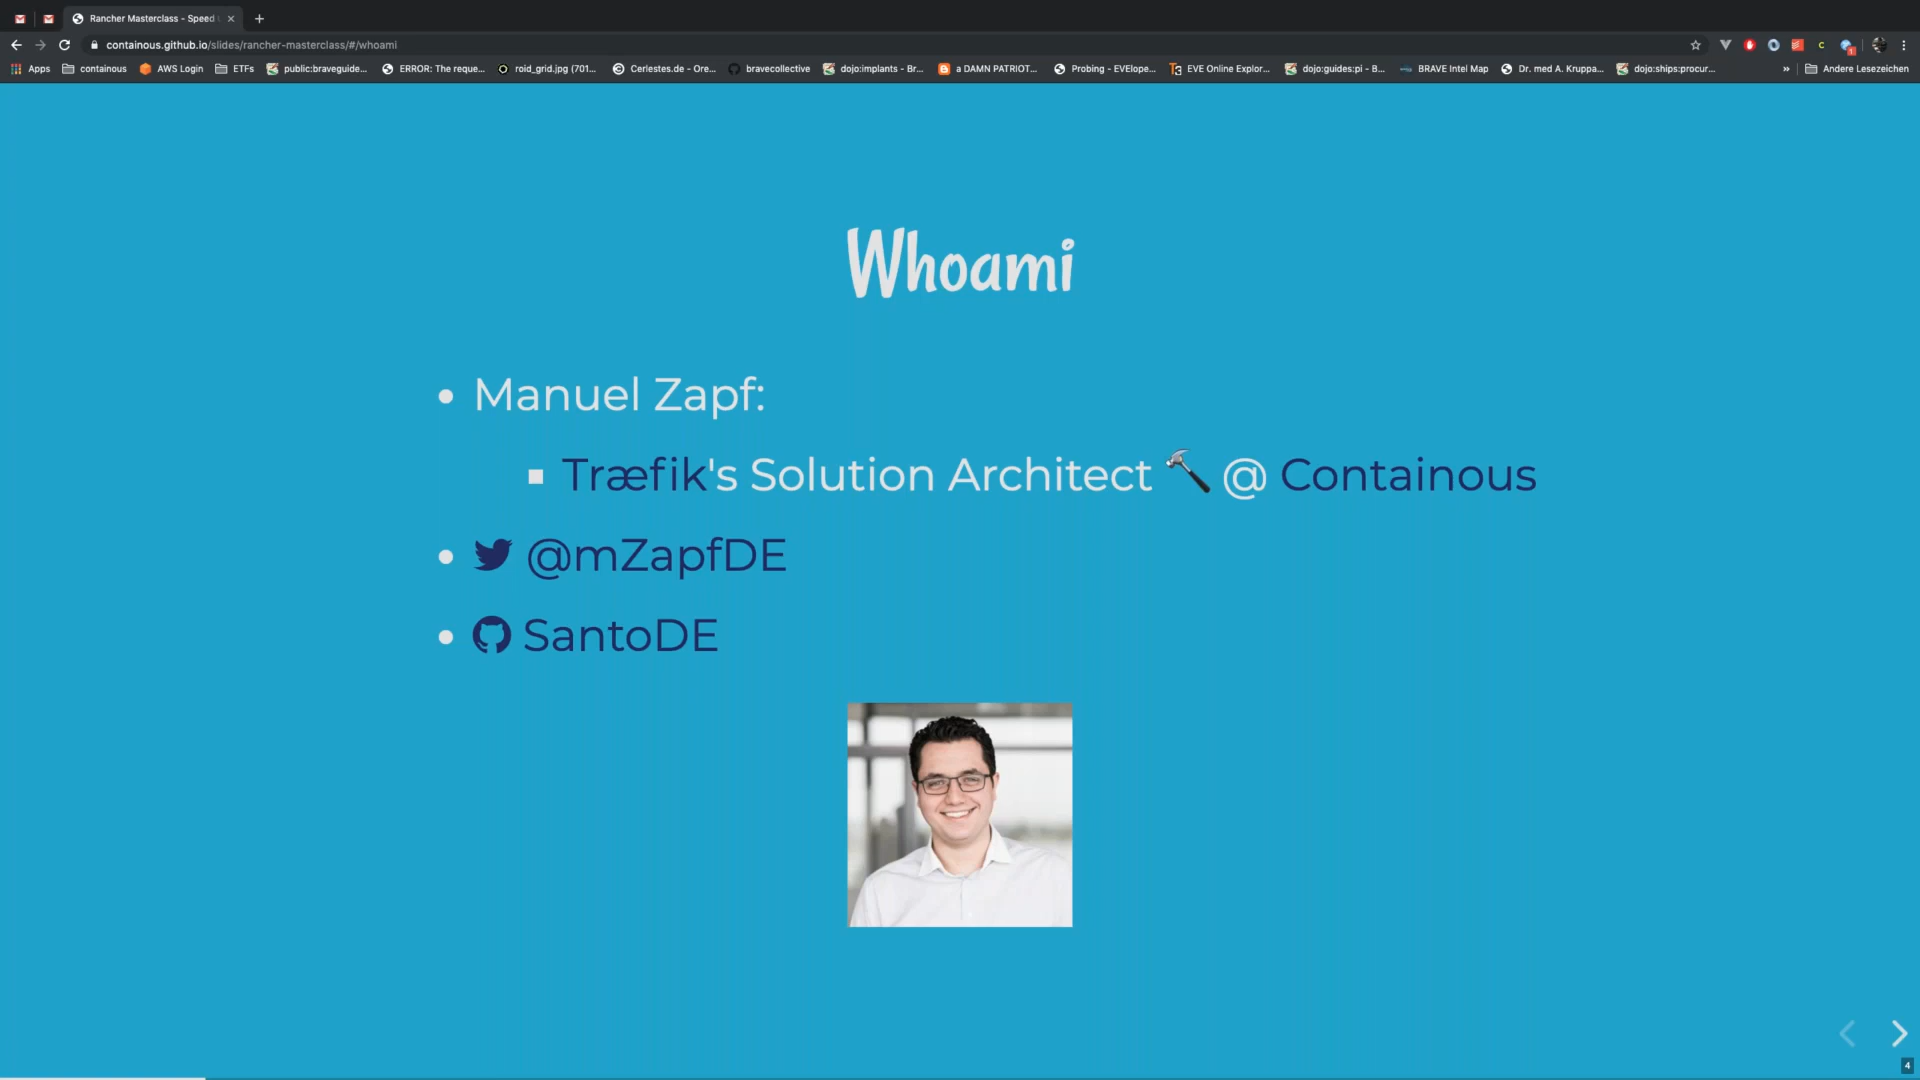 Rancher Masterclass - Speed
containous.github.io/slides/rancher-masterclass/#/whoami
Apps containous AWS Login ETFs public:braveguide... ERROR: The reque... roid_grid.jpg (701... Cerlestes.de - Ore... bravecollective dojo:implants - Br... a DAMN PATRIOT... Probing - EVElope... EVE Online Explor... dojo:guides:pi - B... BRAVE Intel Map Dr. med A. Kruppa... dojo:ships:procur... » Andere Lesezeichen
Whoami
Manuel Zapf:
Træfik's Solution Architect 🔨 @ Containous
@mZapfDE
SantoDE
4